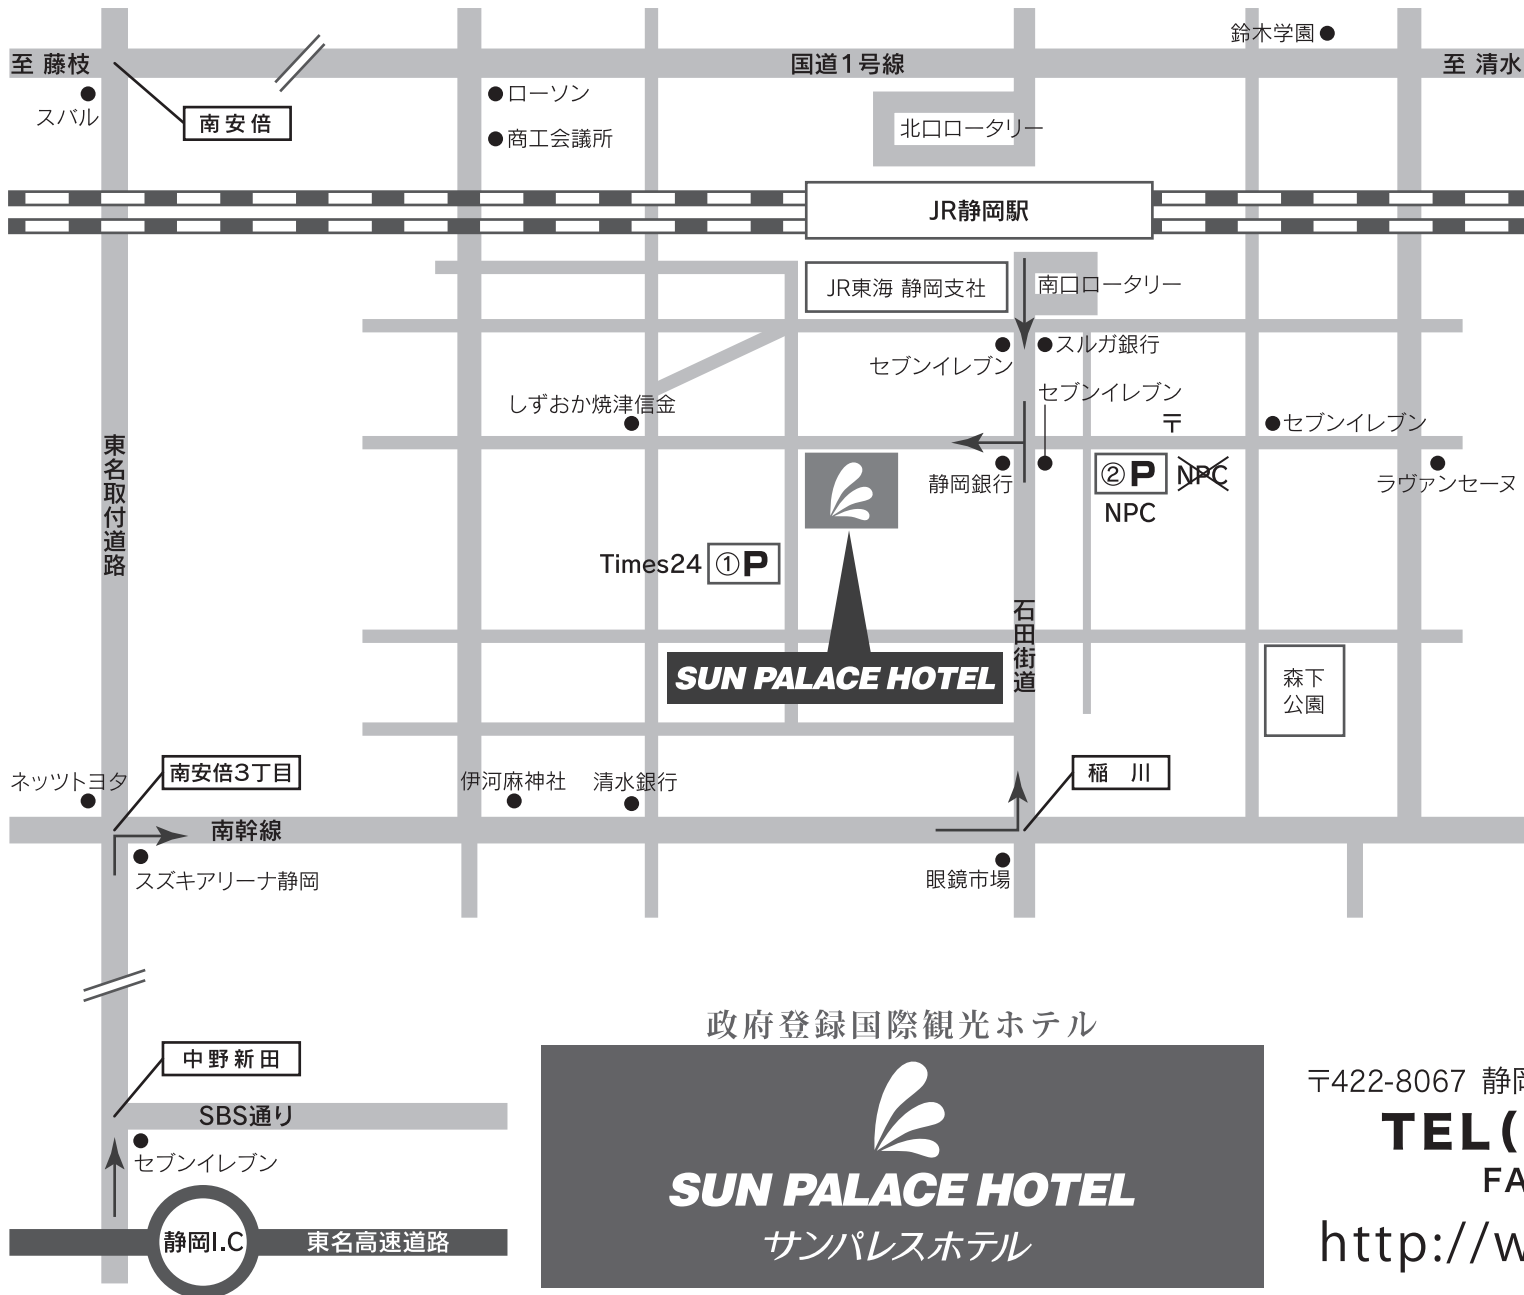 鈴木学園
至 藤枝
国道1号線
至 清水
スバル
南安倍
ローソン
商工会議所
北口ロータリー
JR静岡駅
JR東海 静岡支社
南口ロータリー
セブンイレブン
スルガ銀行
セブンイレブン
しずおか焼津信金
〒
セブンイレブン
東名取付道路
静岡銀行
②P
NPC
NPC
ラヴァンセーヌ
Times24
①P
石田街道
SUN PALACE HOTEL
森下
公園
ネッツトヨタ
南安倍3丁目
伊河麻神社
清水銀行
稲 川
南幹線
スズキアリーナ静岡
眼鏡市場
中野新田
SBS通り
セブンイレブン
静岡I.C
東名高速道路
政府登録国際観光ホテル
SUN PALACE HOTEL
サンパレスホテル
〒422-8067 静岡
TEL(
FA
http://w